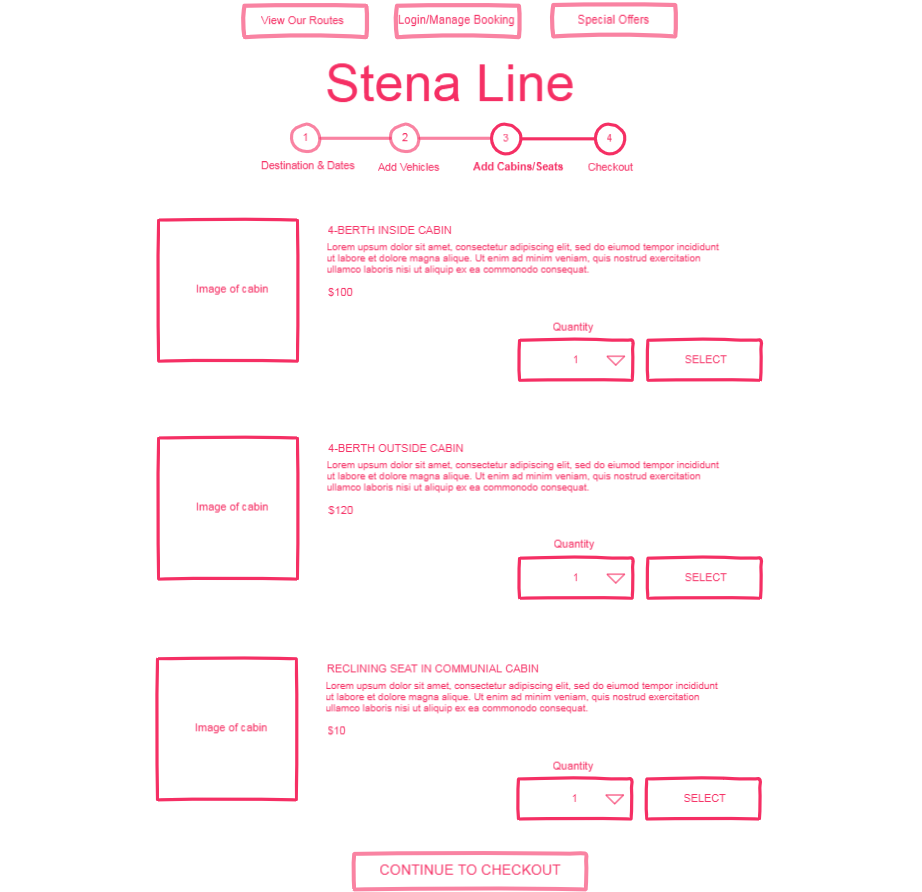 View Our Routes
Login/Manage Booking
Special Offers
Stena Line
1
2
3
4
Destination & Dates
Add Vehicles
Add Cabins/Seats
Checkout
Image of cabin
4-BERTH INSIDE CABIN
Lorem upsum dolor sit amet, consectetur adipiscing elit, sed do eiumod tempor incididunt
ut labore et dolore magna alique. Ut enim ad minim veniam, quis nostrud exercitation
ullamco laboris nisi ut aliquip ex ea commonodo consequat.
$100
Quantity
1
SELECT
Image of cabin
4-BERTH OUTSIDE CABIN
Lorem upsum dolor sit amet, consectetur adipiscing elit, sed do eiumod tempor incididunt
ut labore et dolore magna alique. Ut enim ad minim veniam, quis nostrud exercitation
ullamco laboris nisi ut aliquip ex ea commonodo consequat.
$120
Quantity
1
SELECT
Image of cabin
RECLINING SEAT IN COMMUNIAL CABIN
Lorem upsum dolor sit amet, consectetur adipiscing elit, sed do eiumod tempor incididunt
ut labore et dolore magna alique. Ut enim ad minim veniam, quis nostrud exercitation
ullamco laboris nisi ut aliquip ex ea commonodo consequat.
$10
Quantity
1
SELECT
CONTINUE TO CHECKOUT